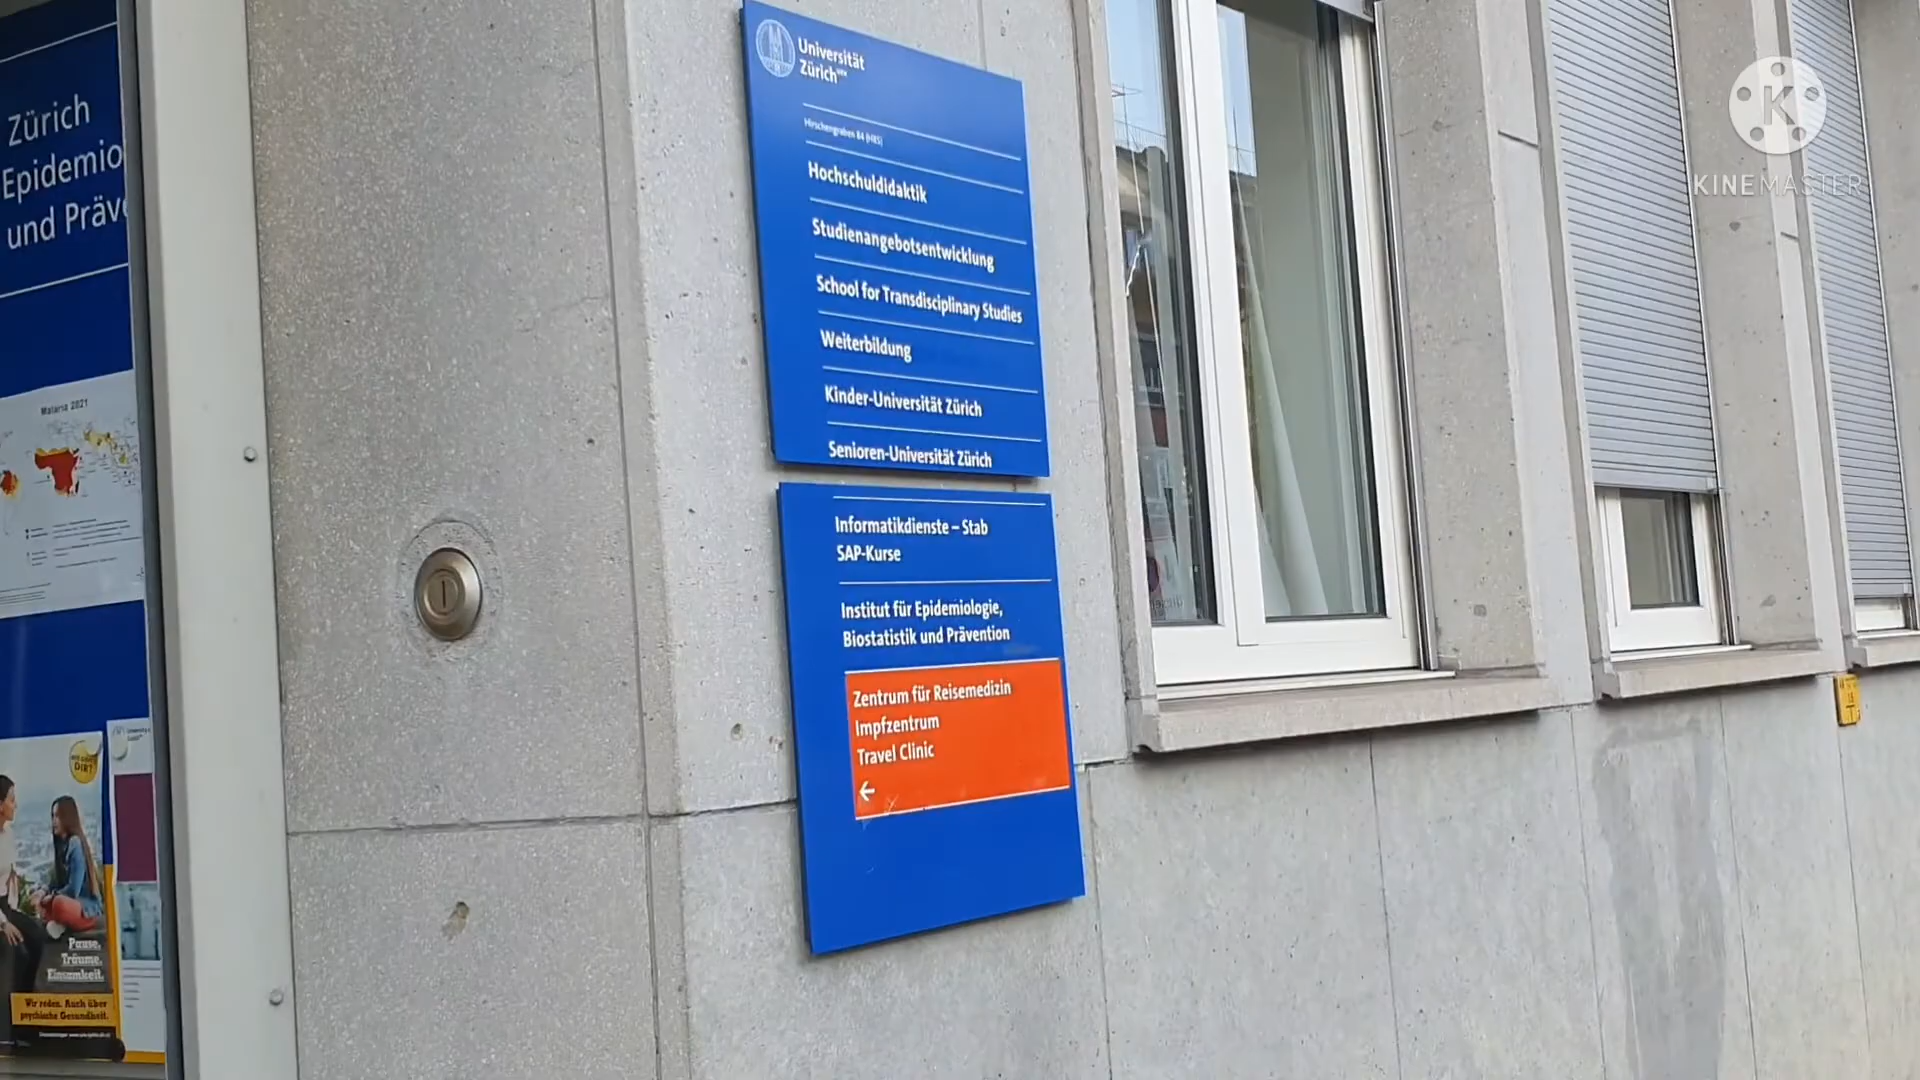 Zürich
Epidemio
und Präv
Malaria 2021
DIR?
Pause.
Träume.
Einsamkeit.
Wir reden. Auch über
psychische Gesundheit.
Universität
Zürich
Hirschengraben 84 (HRS)
Hochschuldidaktik
Studienangebotsentwicklung
School for Transdisciplinary Studies
Weiterbildung
Kinder-Universität Zürich
Senioren-Universität Zürich
Informatikdienste – Stab
SAP-Kurse
Institut für Epidemiologie,
Biostatistik und Prävention
Zentrum für Reisemedizin
Impfzentrum
Travel Clinic
←
K
KINEMASTER